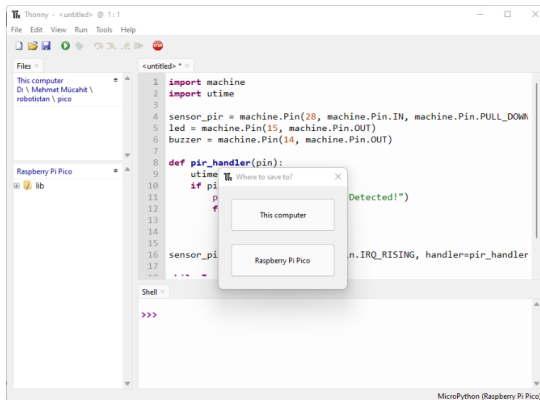 Thonny - <untitled> @ 1:1
File Edit View Run Tools Help
STOP
Files
This computer
D: \ Mehmet Mücahit \
robotistan \ pico
Raspberry Pi Pico
lib
<untitled> *
1 import machine
2 import utime
3
4 sensor_pir = machine.Pin(28, machine.Pin.IN, machine.Pin.PULL_DOWN
5 led = machine.Pin(15, machine.Pin.OUT)
6 buzzer = machine.Pin(14, machine.Pin.OUT)
7
8 def pir_handler(pin):
9 utime
10 if pi
11 p Detected!")
12 f
13
14
15
16 sensor_pi n.IRQ_RISING, handler=pir_handler
17
Where to save to?
This computer
Raspberry Pi Pico
Shell
>>>
MicroPython (Raspberry Pi Pico)